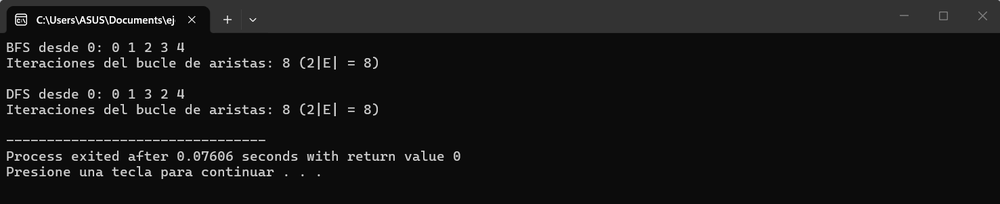 C:\Users\ASUS\Documents\ej
BFS desde 0: 0 1 2 3 4
Iteraciones del bucle de aristas: 8 (2|E| = 8)
DFS desde 0: 0 1 3 2 4
Iteraciones del bucle de aristas: 8 (2|E| = 8)
--------------------------------
Process exited after 0.07606 seconds with return value 0
Presione una tecla para continuar . . .